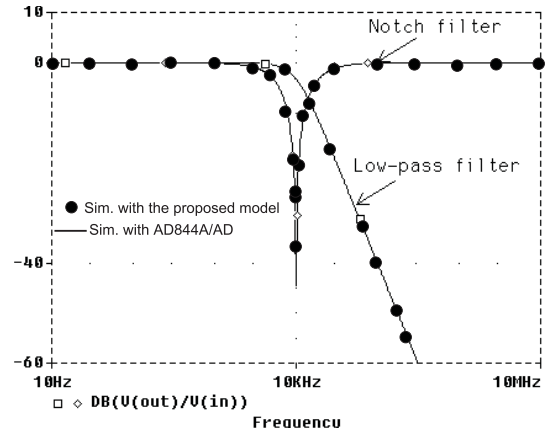 10
Notch filter
0
Low-pass filter
Sim. with the proposed model
Sim. with AD844A/AD
-40
-60
10Hz 10KHz 10MHz
DB(V(out)/V(in))
Frequency